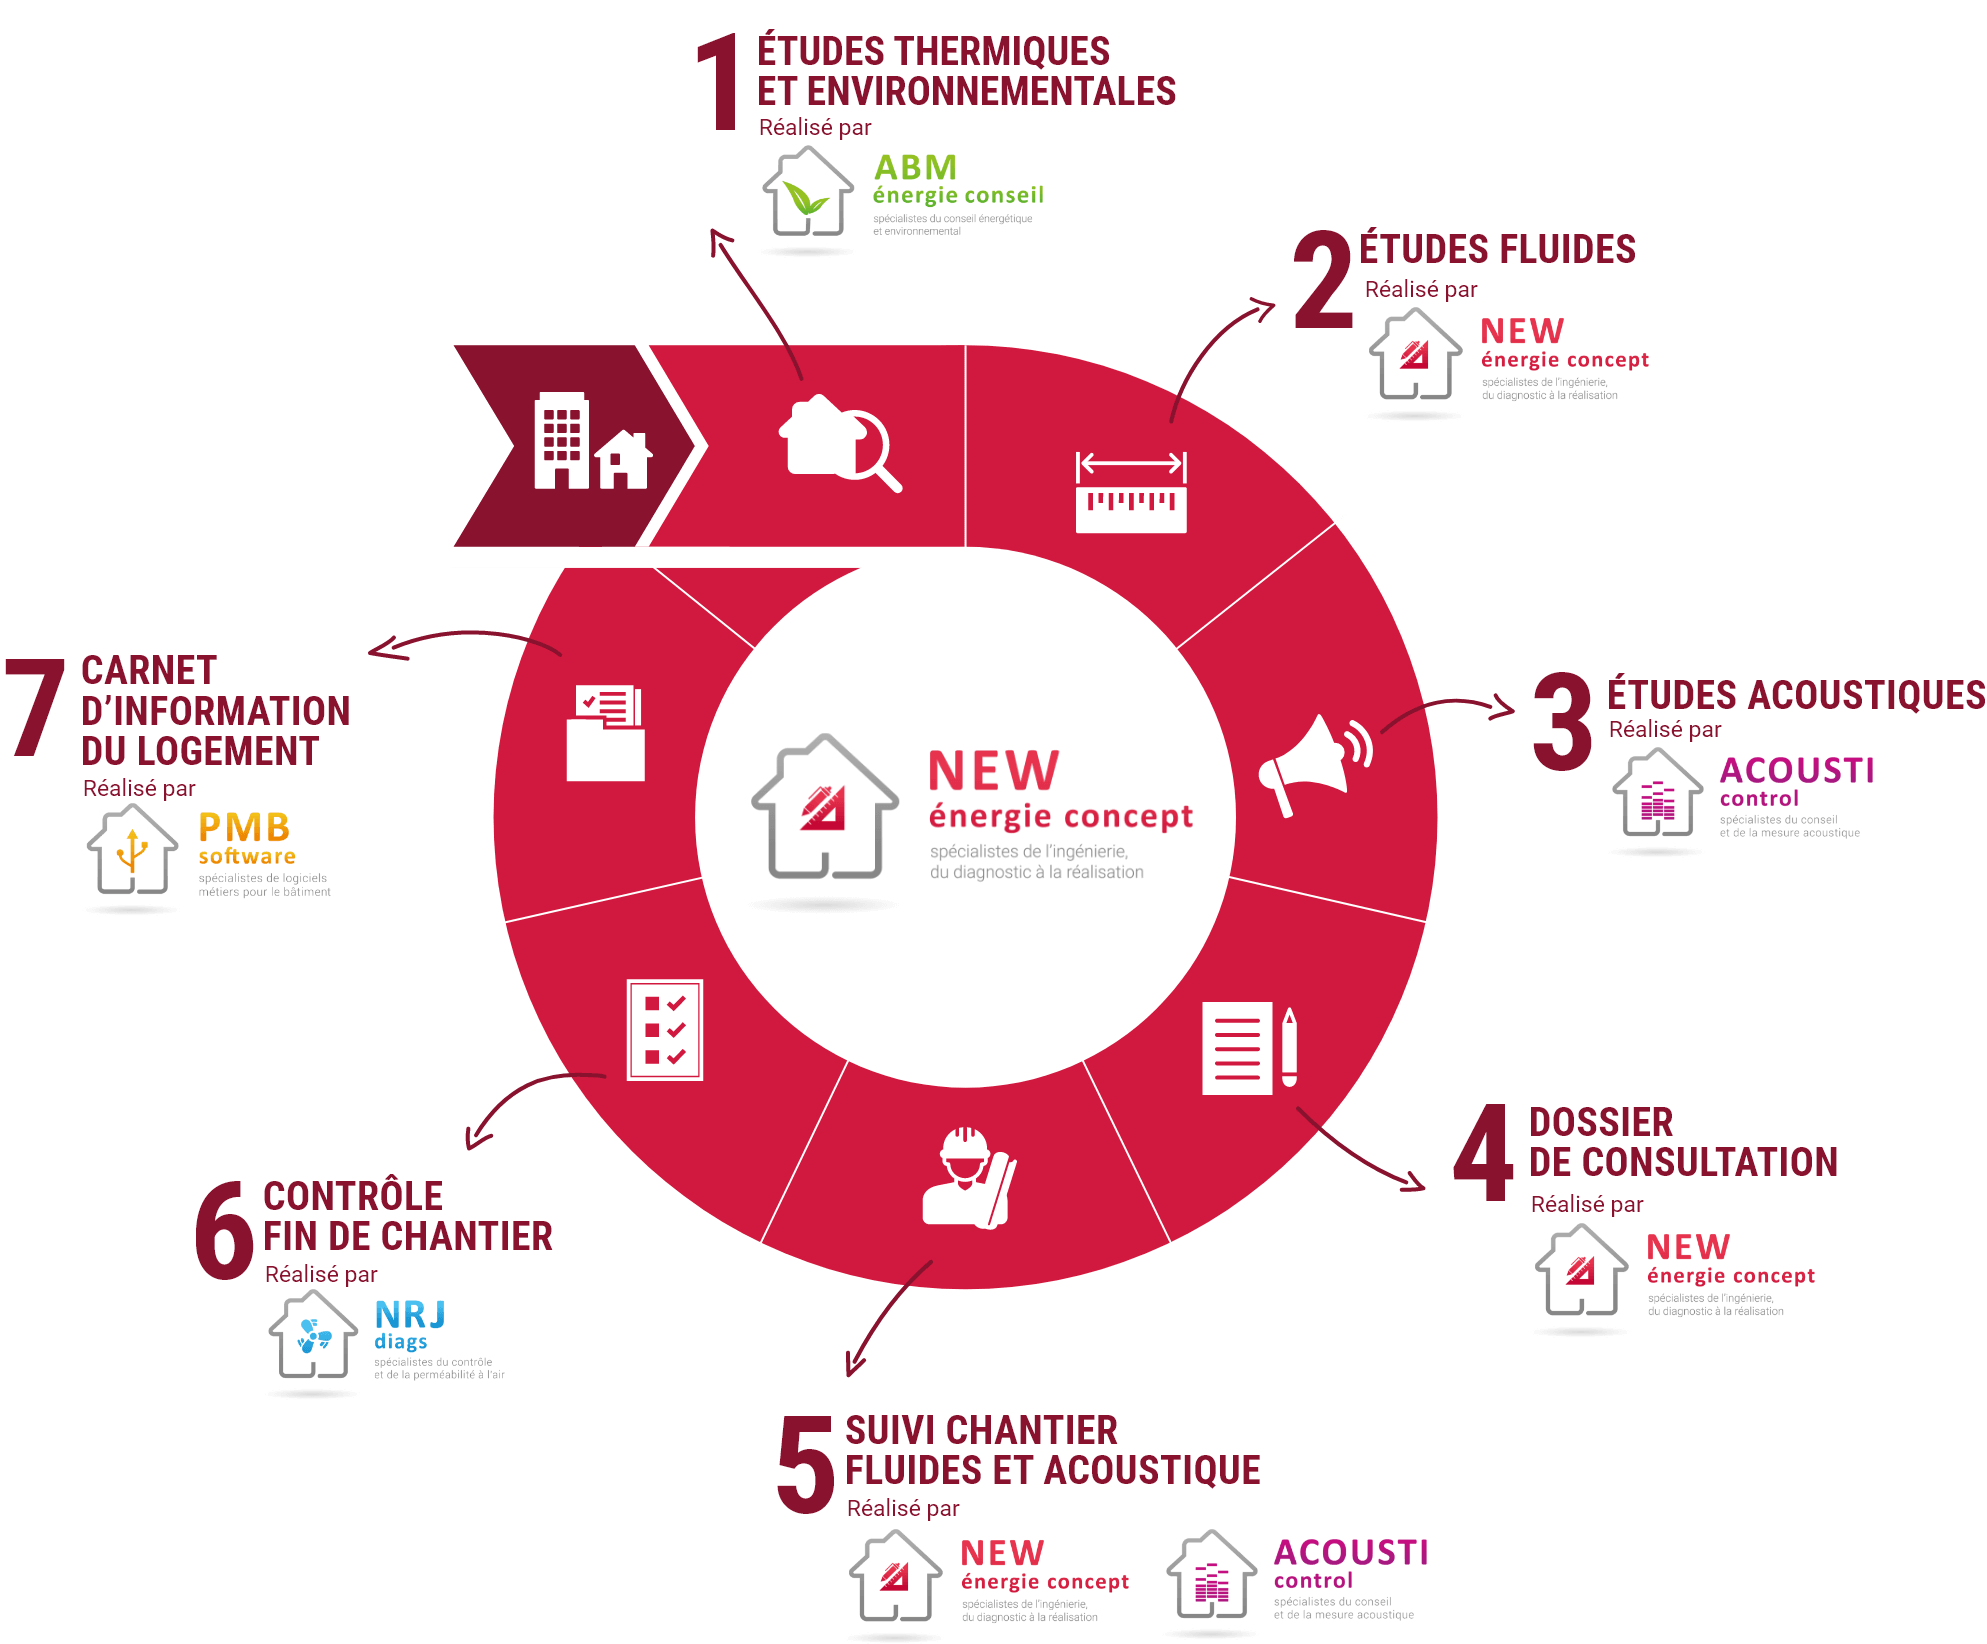 1
ÉTUDES THERMIQUES
ET ENVIRONNEMENTALES
Réalisé par
ABM
énergie conseil
spécialistes du conseil énergétique
et environnemental
2
ÉTUDES FLUIDES
Réalisé par
NEW
énergie concept
spécialistes de l'ingénierie,
du diagnostic à la réalisation
3
ÉTUDES ACOUSTIQUES
Réalisé par
ACOUSTI
control
spécialistes du conseil
et de la mesure acoustique
4
DOSSIER
DE CONSULTATION
Réalisé par
NEW
énergie concept
spécialistes de l'ingénierie,
du diagnostic à la réalisation
5
SUIVI CHANTIER
FLUIDES ET ACOUSTIQUE
Réalisé par
NEW
énergie concept
spécialistes de l'ingénierie,
du diagnostic à la réalisation
ACOUSTI
control
spécialistes du conseil
et de la mesure acoustique
6
CONTRÔLE
FIN DE CHANTIER
Réalisé par
NRJ
diags
spécialistes du contrôle
et de la perméabilité à l'air
7
CARNET
D'INFORMATION
DU LOGEMENT
Réalisé par
PMB
software
spécialistes de logiciels
métiers pour le bâtiment
NEW
énergie concept
spécialistes de l'ingénierie,
du diagnostic à la réalisation